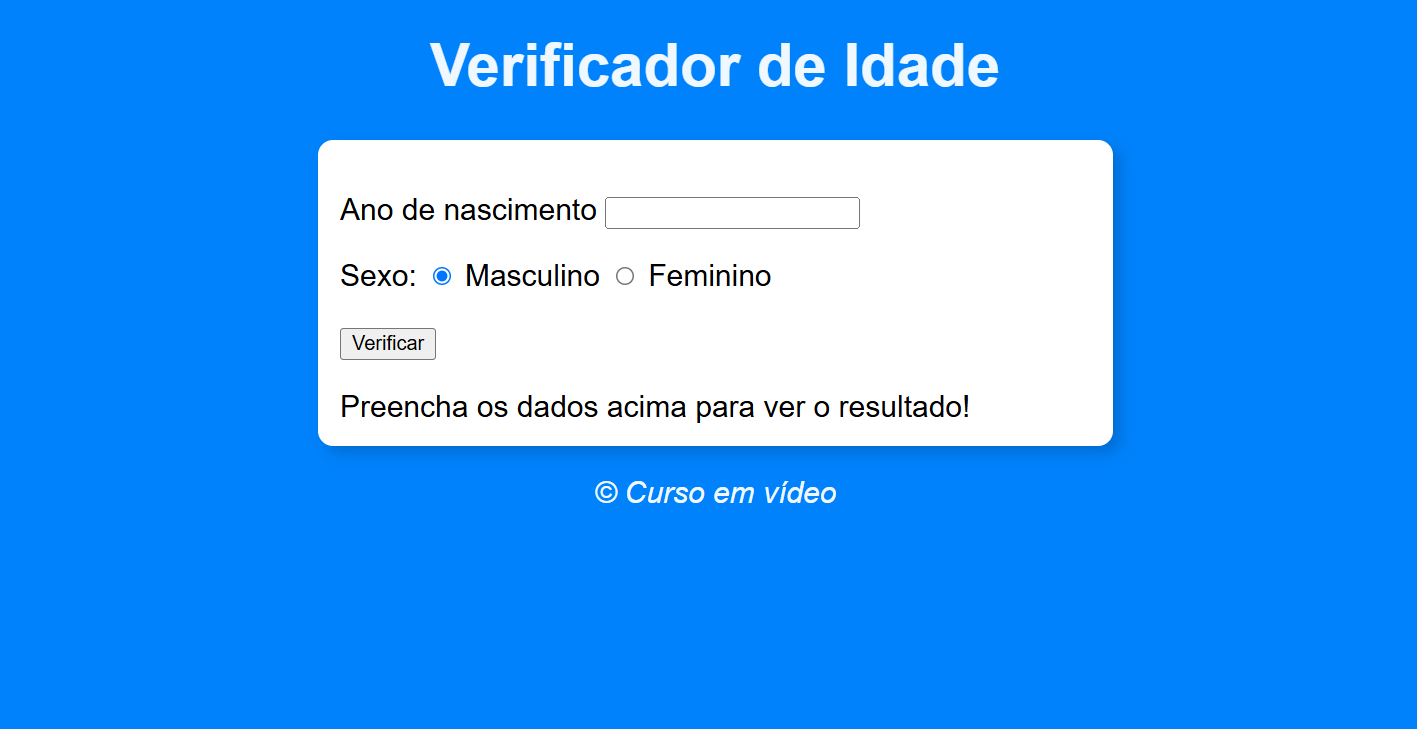 Verificador de Idade
Ano de nascimento
Sexo: Masculino Feminino
Verificar
Preencha os dados acima para ver o resultado!
© Curso em vídeo